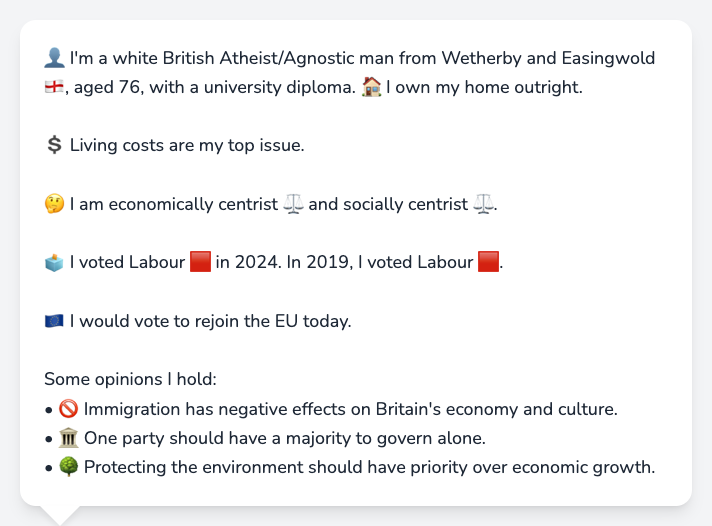 👤 I'm a white British Atheist/Agnostic man from Wetherby and Easingwold
🏴󠁧󠁢󠁥󠁮󠁧󠁿, aged 76, with a university diploma. 🏠 I own my home outright.
💲 Living costs are my top issue.
🤔 I am economically centrist ⚖️ and socially centrist ⚖️.
🗳️ I voted Labour 🟥 in 2024. In 2019, I voted Labour 🟥.
🇪🇺 I would vote to rejoin the EU today.
Some opinions I hold:
• 🚫 Immigration has negative effects on Britain's economy and culture.
• 🏛️ One party should have a majority to govern alone.
• 🌳 Protecting the environment should have priority over economic growth.